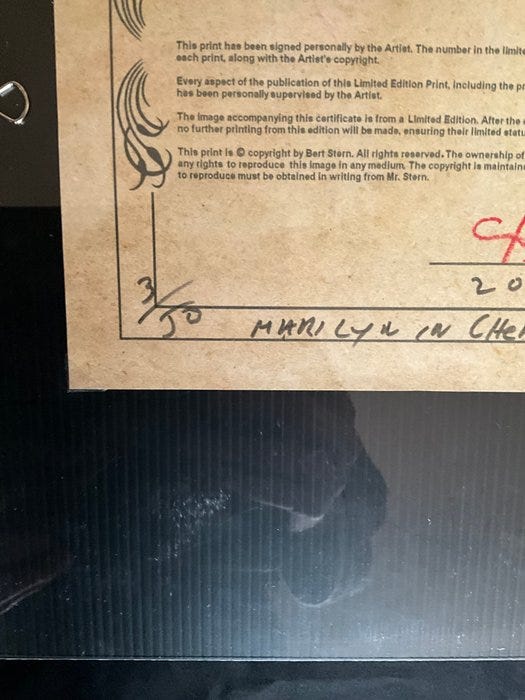 This print has been signed personally by the Artist. The number in the limite
each print, along with the Artist's copyright.
Every aspect of the publication of this Limited Edition Print, including the pr
has been personally supervised by the Artist.
The image accompanying this certificate is from a Limited Edition. After the
no further printing from this edition will be made, ensuring their limited statu
This print is © copyright by Bert Stern. All rights reserved. The ownership of
any rights to reproduce this image in any medium. The copyright is maintaine
to reproduce must be obtained in writing from Mr. Stern.
20
3/50
MARILYN IN CHE